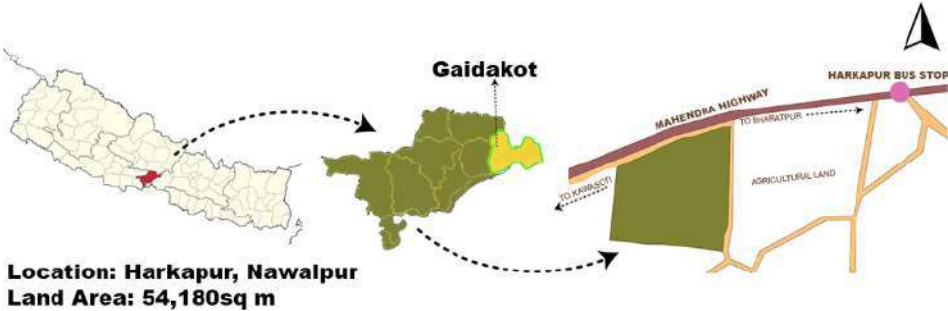 Gaidakot
HARKAPUR BUS STOP
MAHENDRA HIGHWAY
TO BHARATPUR
AGRICULTURAL LAND
TO KAWASOTI
Location: Harkapur, Nawalpur
Land Area: 54,180sq m